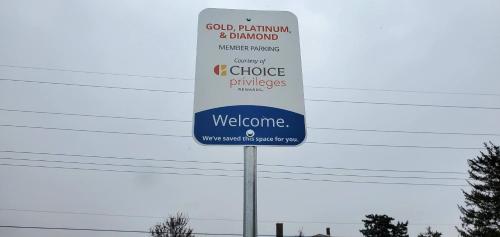 GOLD, PLATINUM,
& DIAMOND
MEMBER PARKING
Courtesy of
CHOICE
privileges
REWARDS
Welcome.
We've saved this space for you.